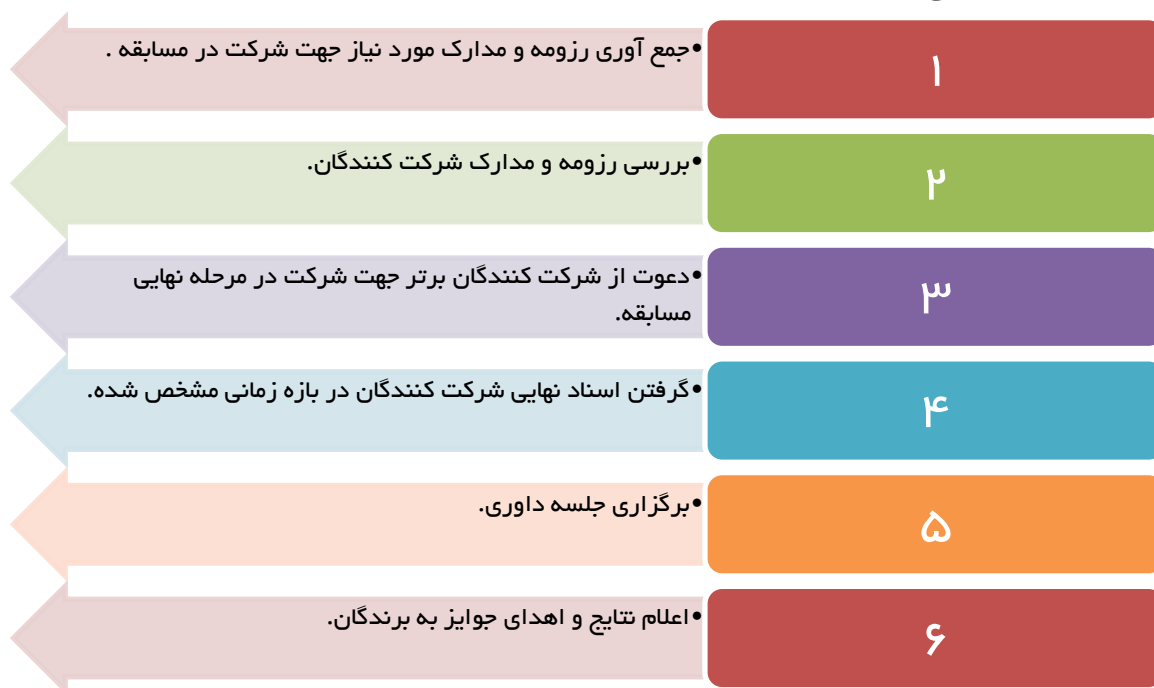 ۱
•جمع آوری رزومه و مدارک مورد نیاز جهت شرکت در مسابقه .
۲
•بررسی رزومه و مدارک شرکت کنندگان.
۳
•دعوت از شرکت کنندگان برتر جهت شرکت در مرحله نهایی
مسابقه.
۴
•گرفتن اسناد نهایی شرکت کنندگان در بازه زمانی مشخص شده.
۵
•برگزاری جلسه داوری.
۶
•اعلام نتایج و اهدای جوایز به برندگان.